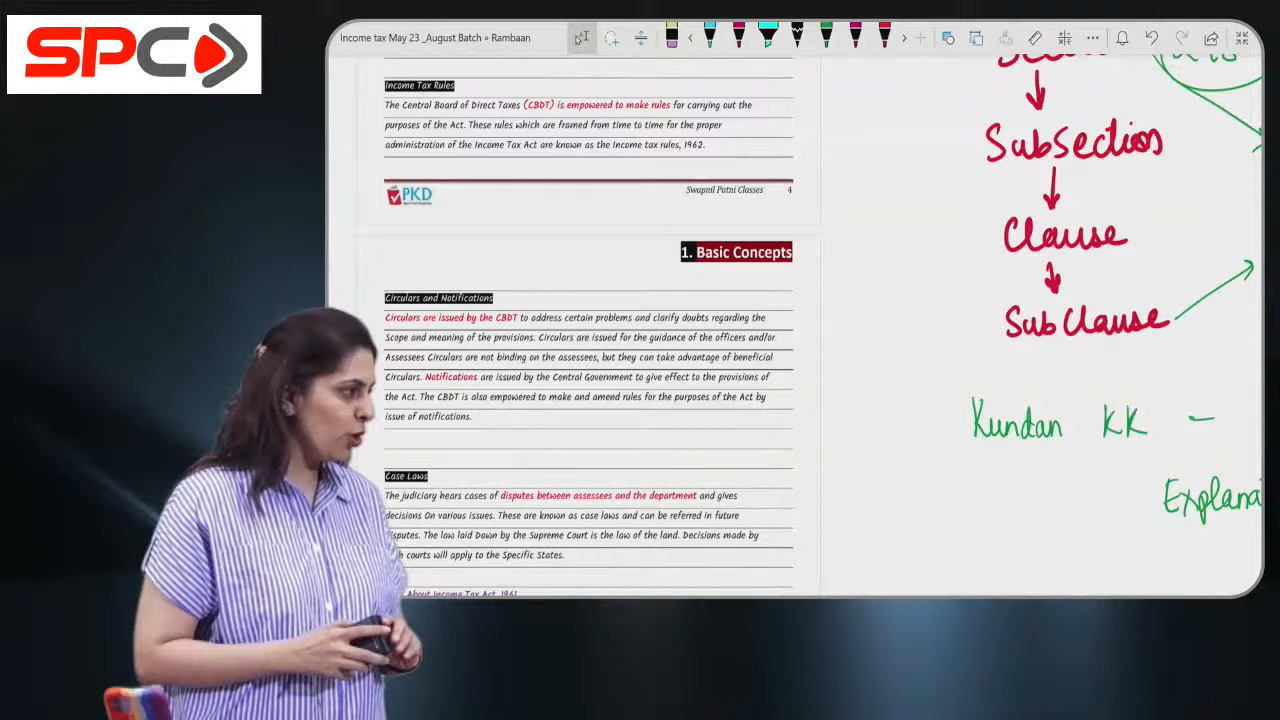 SPC
Income tax May 23 _August Batch » Rambaan
Income Tax Rules
The Central Board of Direct Taxes (CBDT) is empowered to make rules for carrying out the
purposes of the Act. These rules which are framed from time to time for the proper
administration of the Income Tax Act are known as the Income tax rules, 1962.
PKD
Swapnil Patni Classes 4
1. Basic Concepts
Circulars and Notifications
Circulars are issued by the CBDT to address certain problems and clarify doubts regarding the
Scope and meaning of the provisions. Circulars are issued for the guidance of the officers and/or
Assessees Circulars are not binding on the assessees, but they can take advantage of beneficial
Circulars. Notifications are issued by the Central Government to give effect to the provisions of
the Act. The CBDT is also empowered to make and amend rules for the purposes of the Act by
issue of notifications.
Case Laws
The judiciary hears cases of disputes between assessees and the department and gives
decisions On various issues. These are known as case laws and can be referred in future
The law laid Down by the Supreme Court is the law of the land. Decisions made by
courts will apply to the Specific States.
About Income Tax Act, 1961
Subsection
Clause
Sub Clause
Kundan KK –
Explana